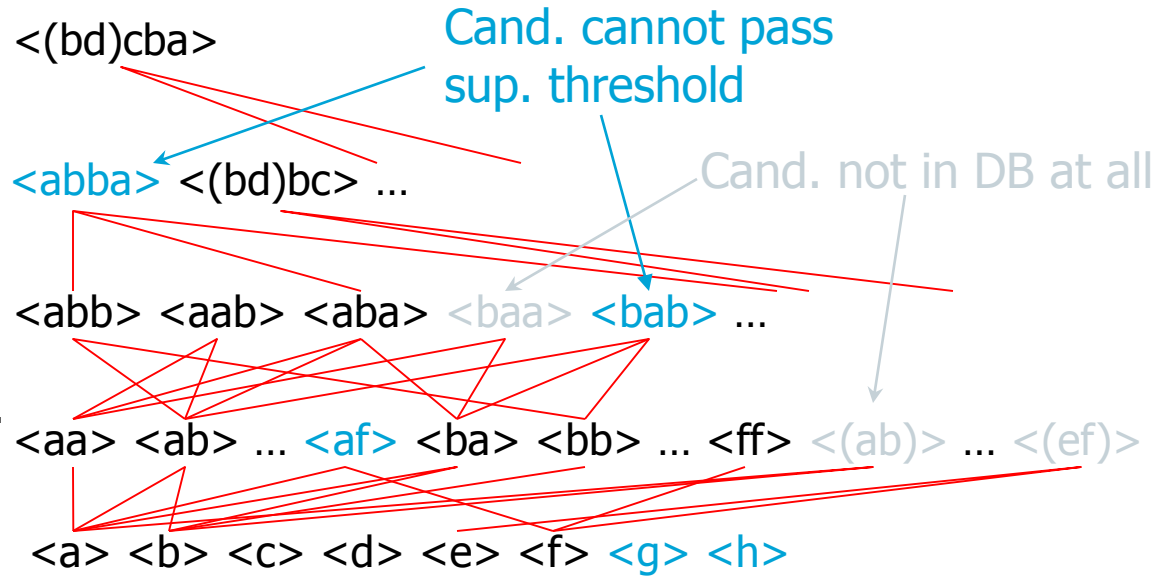 <(bd)cba>
Cand. cannot pass
sup. threshold
<abba> <(bd)bc> ...
Cand. not in DB at all
<abb> <aab> <aba> <baa> <bab> ...
<aa> <ab> ... <af> <ba> <bb> ... <ff> <(ab)> ... <(ef)>
<a> <b> <c> <d> <e> <f> <g> <h>